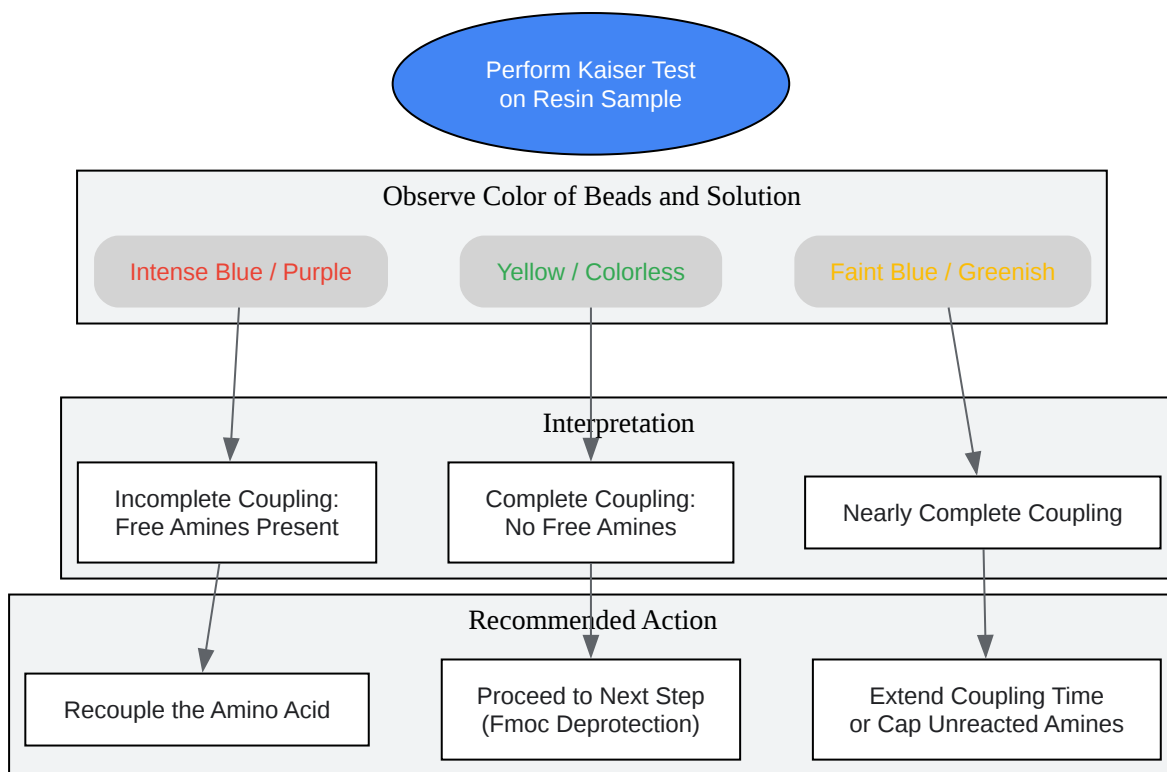 Perform Kaiser Test
on Resin Sample
Observe Color of Beads and Solution
Intense Blue / Purple
Yellow / Colorless
Faint Blue / Greenish
Interpretation
Incomplete Coupling:
Free Amines Present
Complete Coupling:
No Free Amines
Nearly Complete Coupling
Recommended Action
Recouple the Amino Acid
Proceed to Next Step
(Fmoc Deprotection)
Extend Coupling Time
or Cap Unreacted Amines